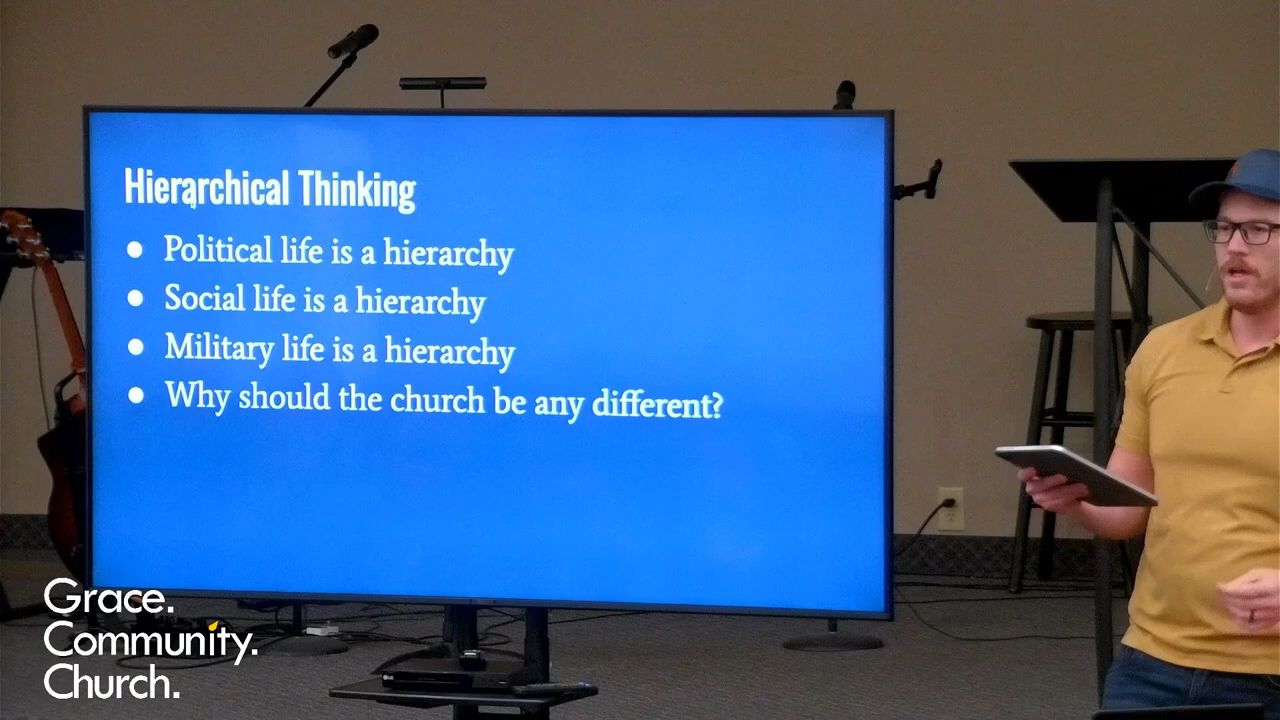 Hierarchical Thinking
● Political life is a hierarchy
● Social life is a hierarchy
● Military life is a hierarchy
● Why should the church be any different?
Grace.
Community.
Church.